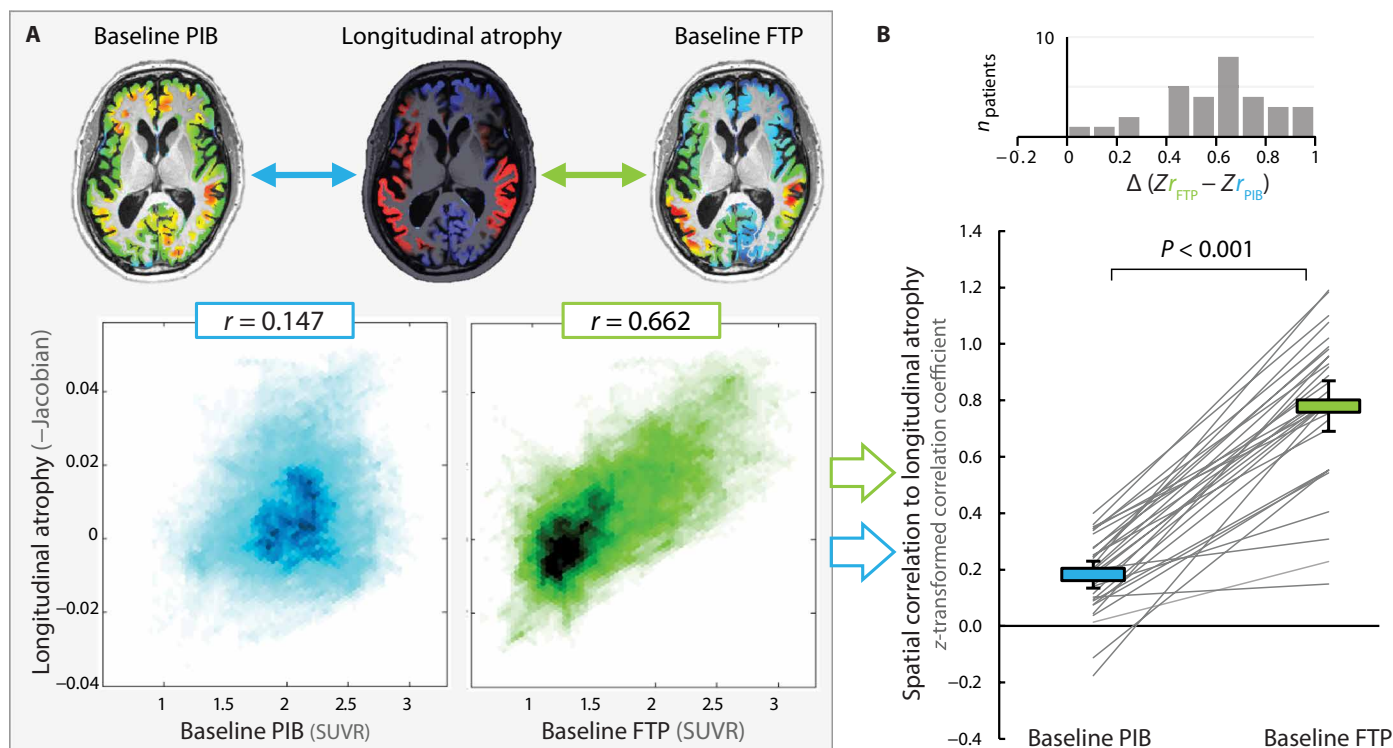 A
Baseline PIB
Longitudinal atrophy
Baseline FTP
r = 0.147
r = 0.662
Longitudinal atrophy (−Jacobian)
0.04
0.02
0
−0.02
−0.04
1 1.5 2 2.5 3
Baseline PIB (SUVR)
1 1.5 2 2.5 3
Baseline FTP (SUVR)
B
n patients
10
0
−0.2 0 0.2 0.4 0.6 0.8 1
Δ (Zr FTP − Zr PIB)
Spatial correlation to longitudinal atrophy
z-transformed correlation coefficient
1.4
1.2
1.0
0.8
0.6
0.4
0.2
0.0
−0.2
−0.4
P < 0.001
Baseline PIB
Baseline FTP